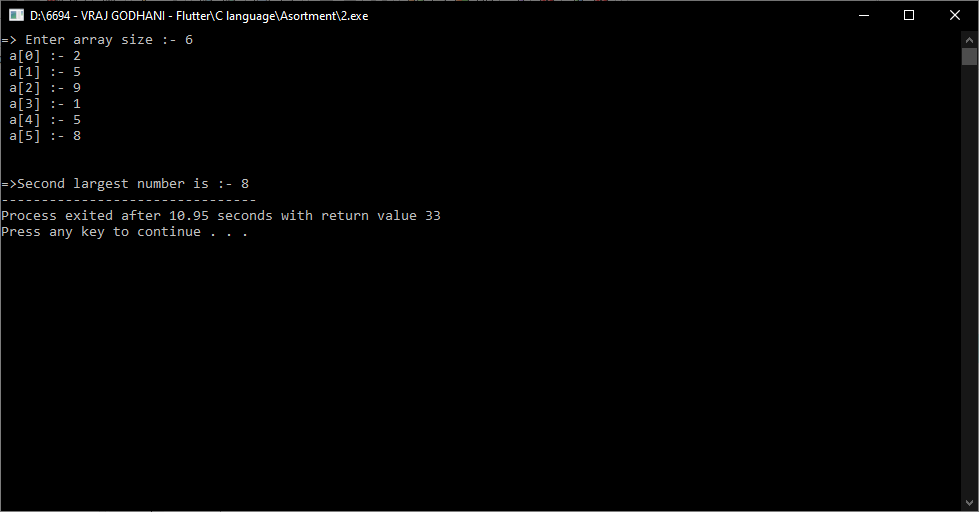 D:\6694 - VRAJ GODHANI - Flutter\C language\Asortment\2.exe
=> Enter array size :- 6
a[0] :- 2
a[1] :- 5
a[2] :- 9
a[3] :- 1
a[4] :- 5
a[5] :- 8
=>Second largest number is :- 8
--------------------------------
Process exited after 10.95 seconds with return value 33
Press any key to continue . . .